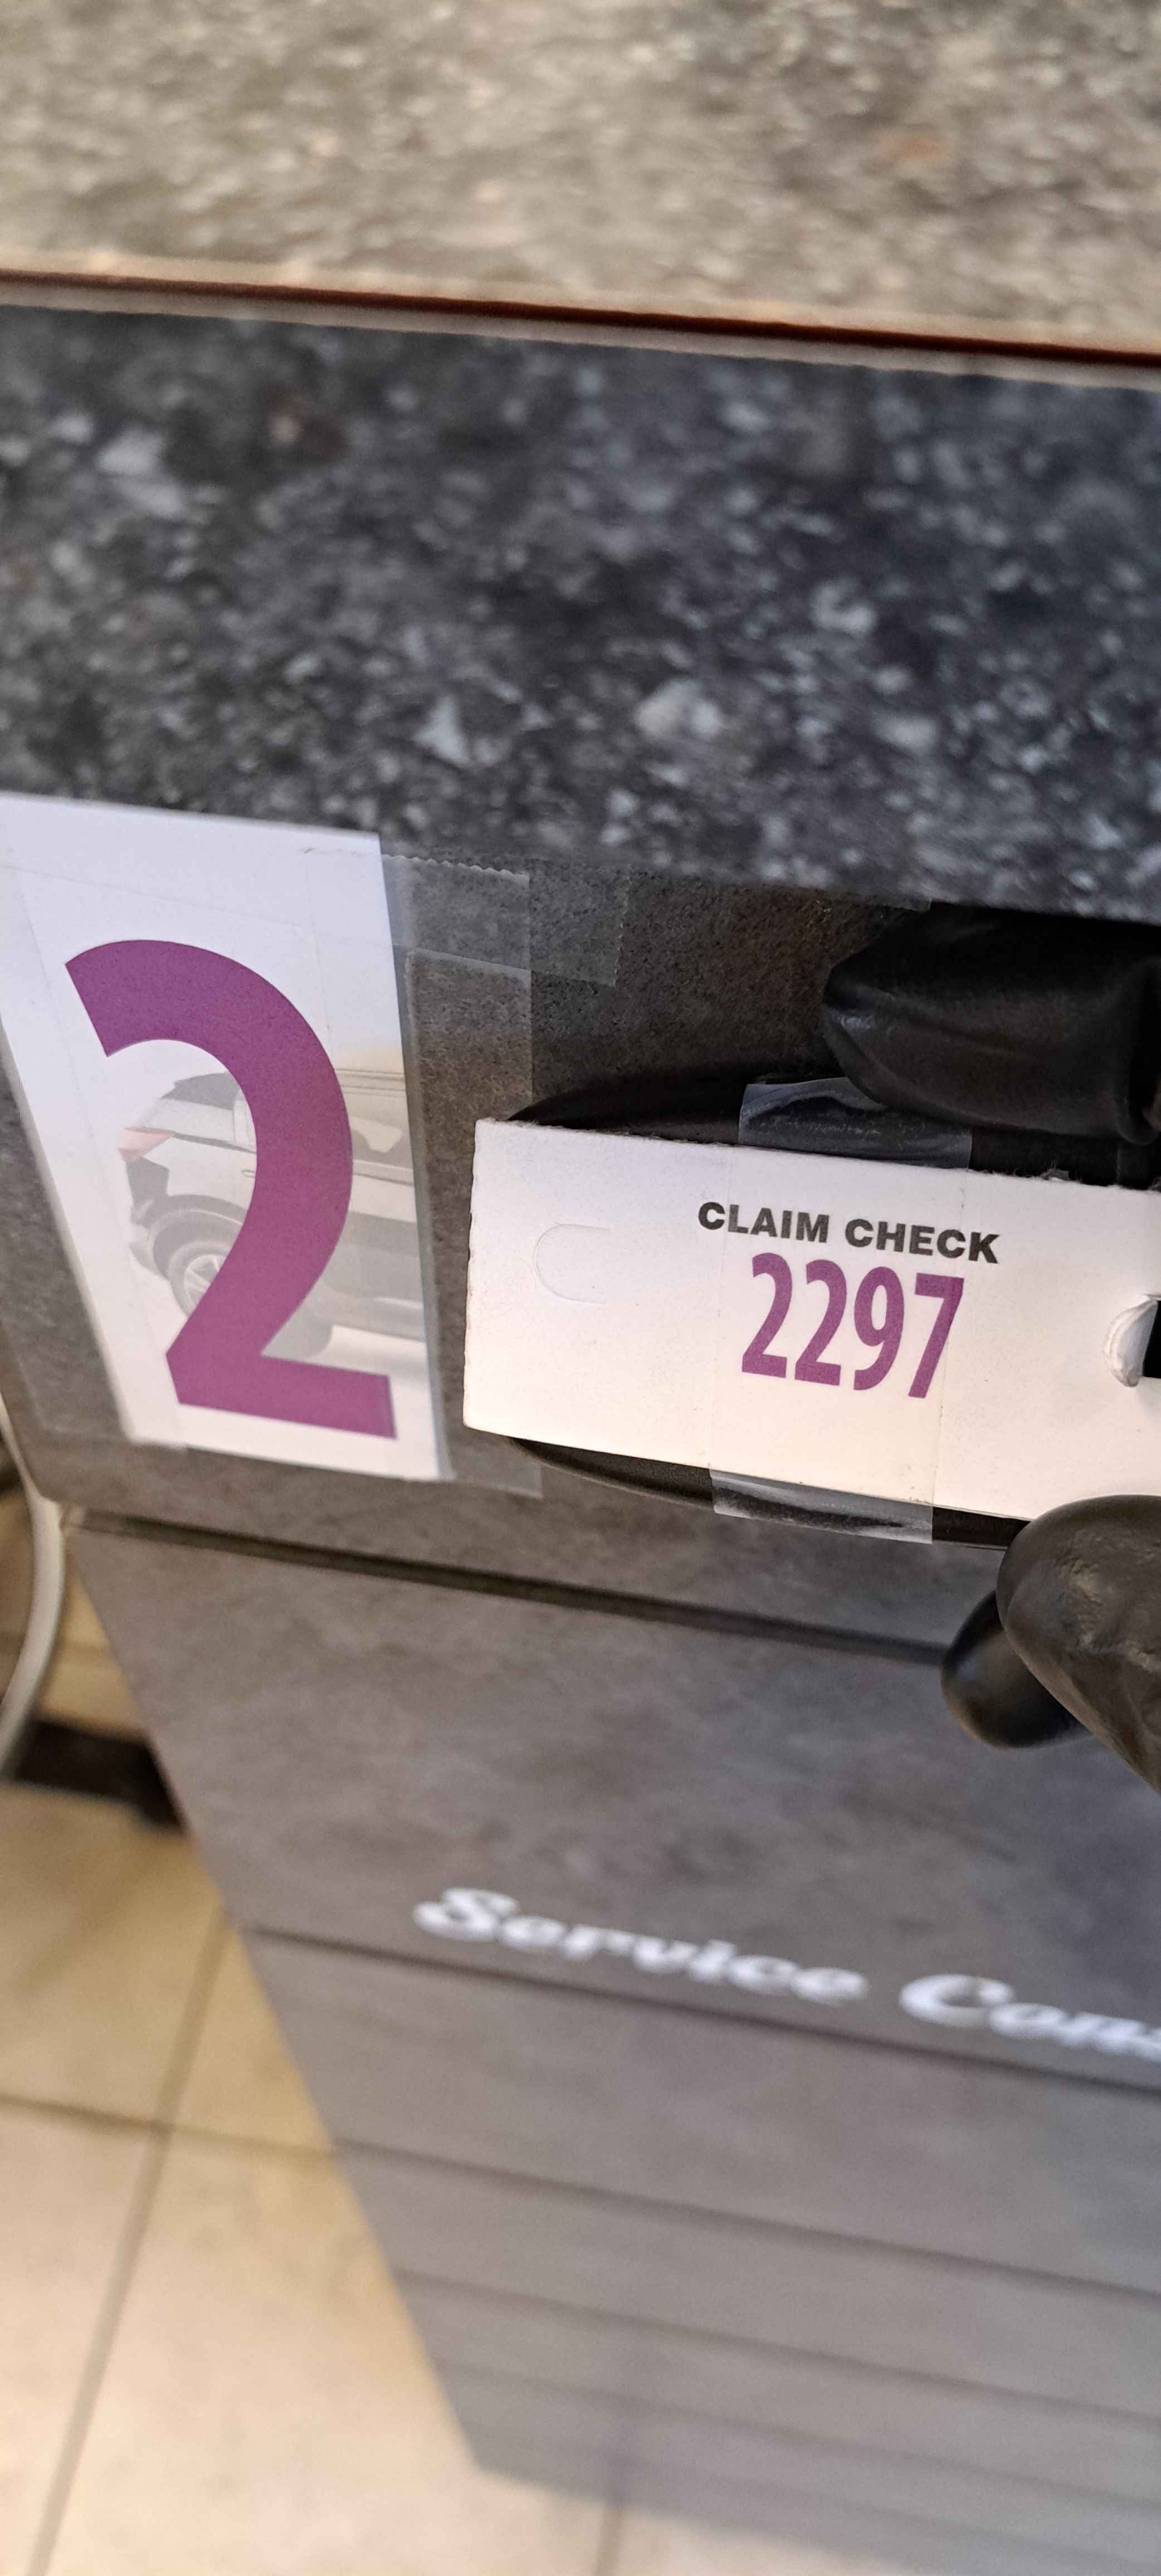 2
CLAIM CHECK
2297
Service